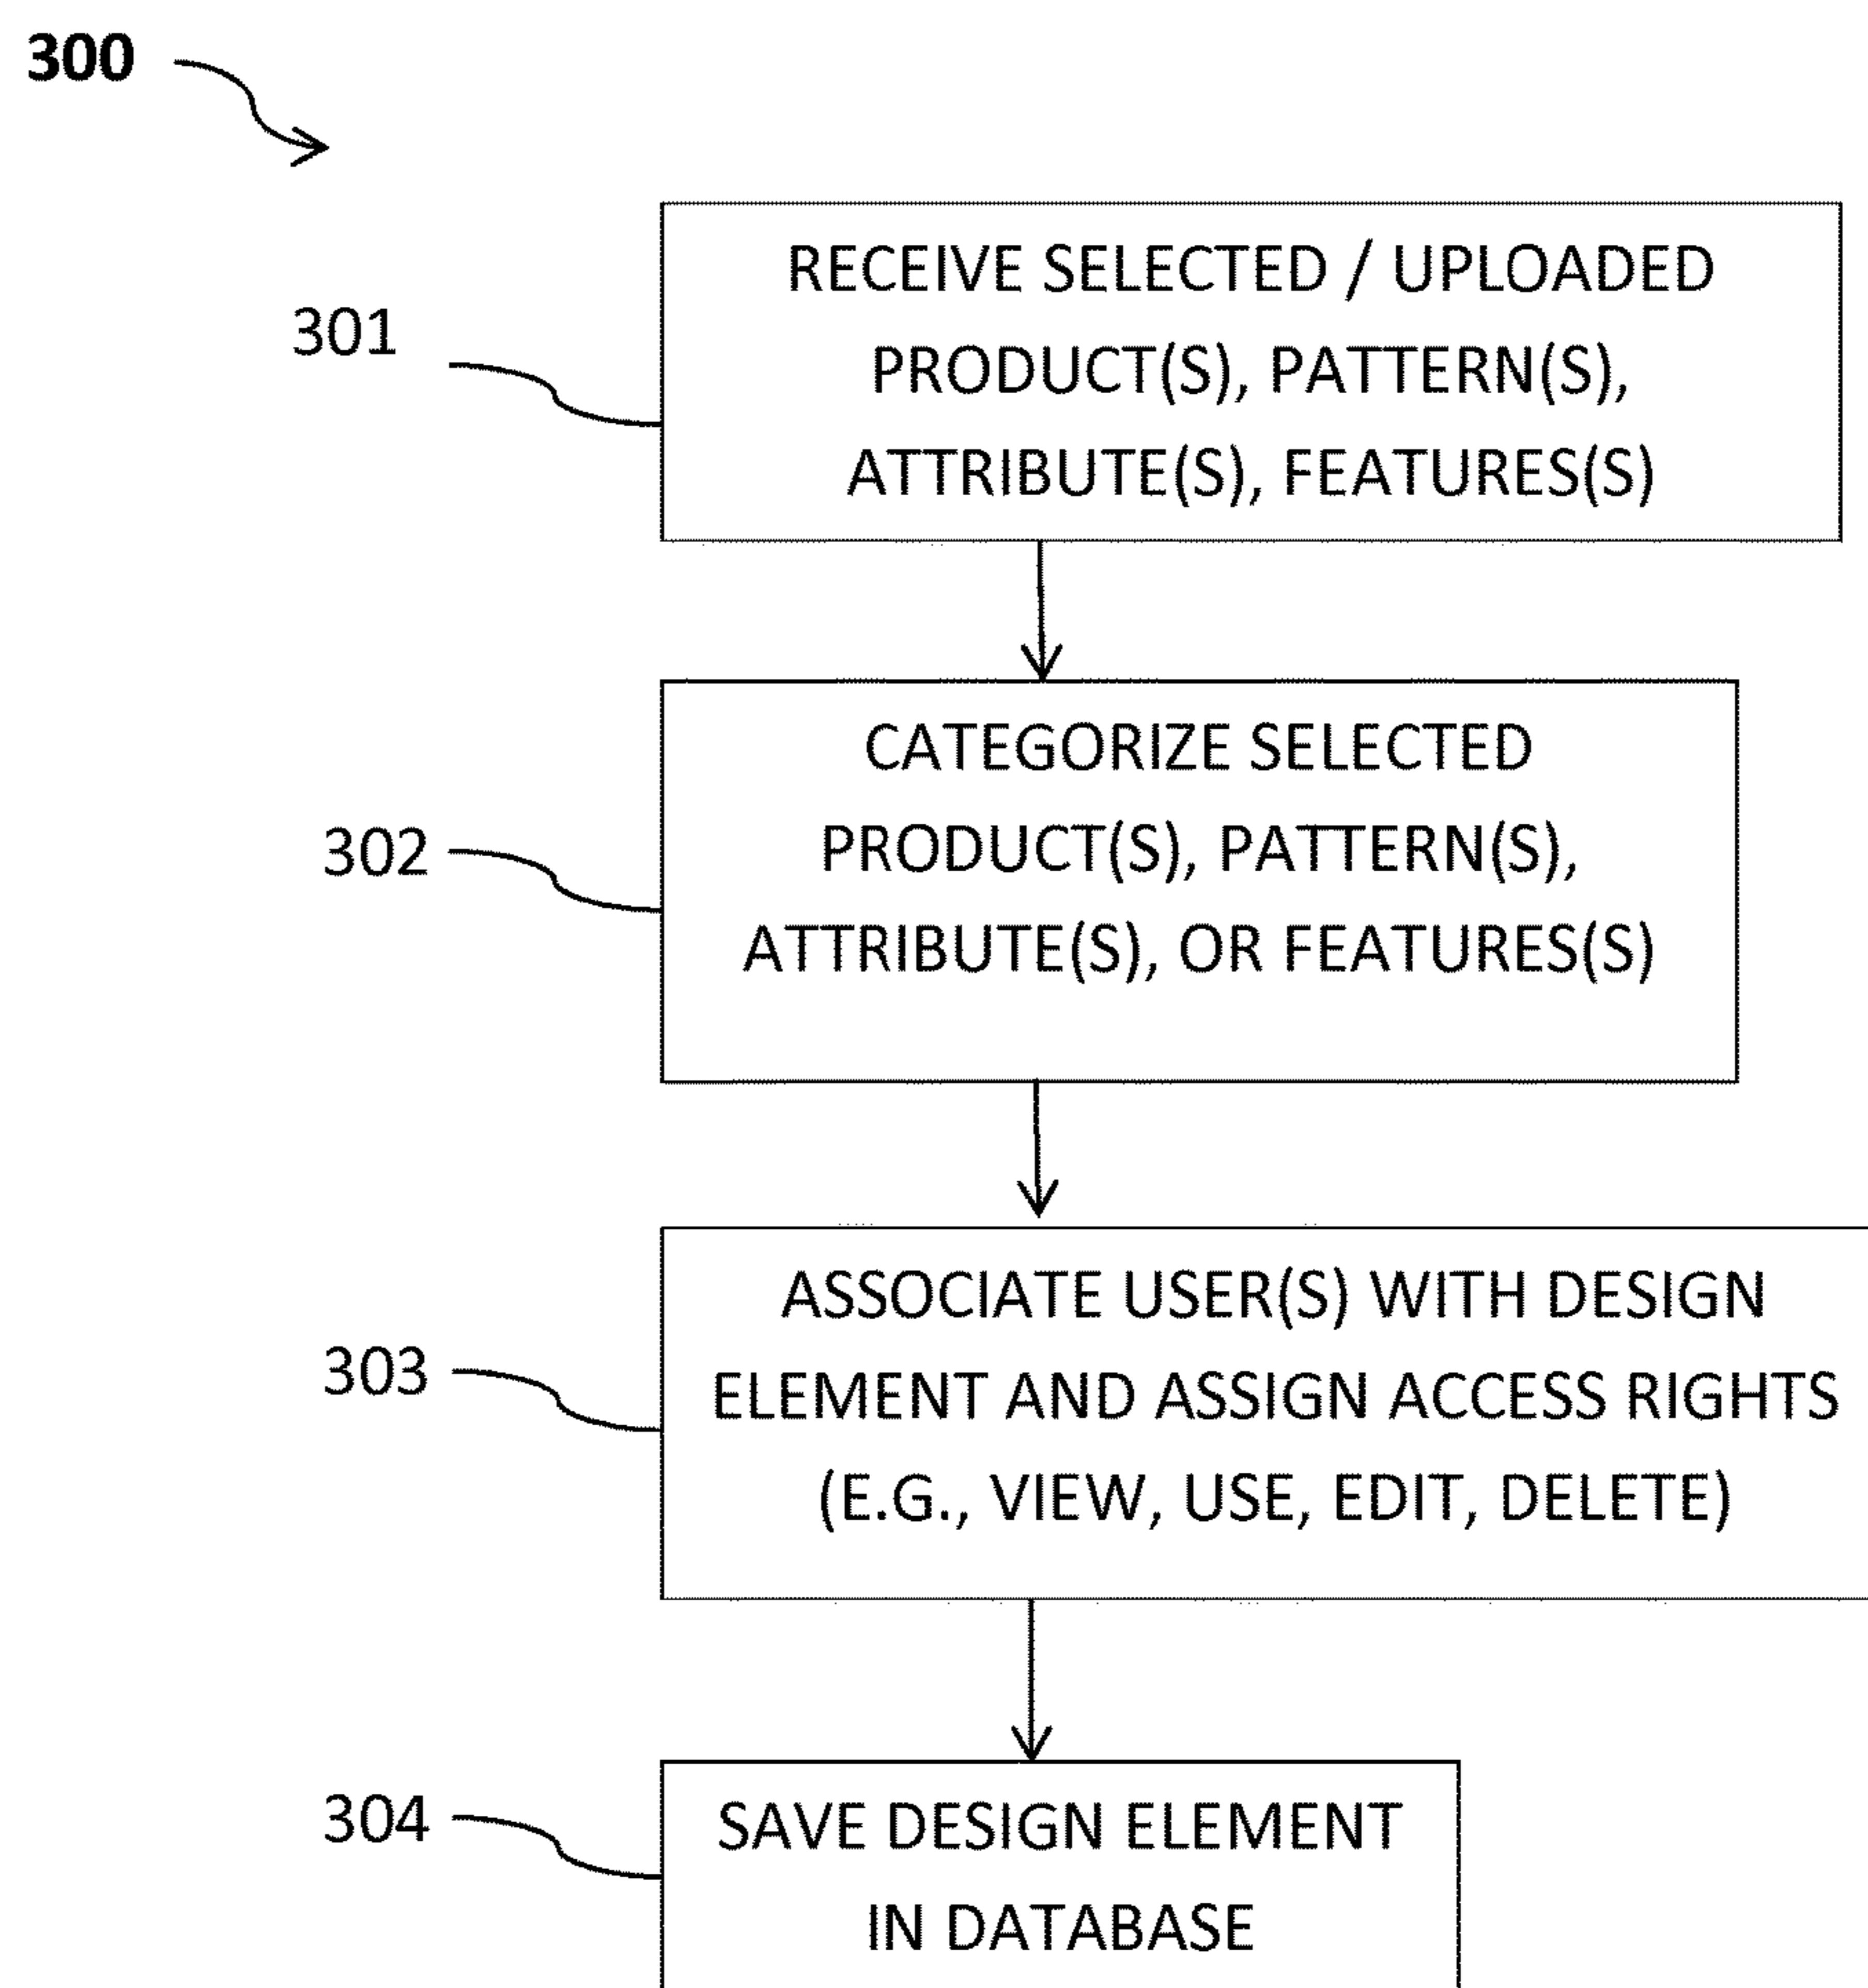 300
301
RECEIVE SELECTED / UPLOADED
PRODUCT(S), PATTERN(S),
ATTRIBUTE(S), FEATURES(S)
302
CATEGORIZE SELECTED
PRODUCT(S), PATTERN(S),
ATTRIBUTE(S), OR FEATURES(S)
303
ASSOCIATE USER(S) WITH DESIGN
ELEMENT AND ASSIGN ACCESS RIGHTS
(E.G., VIEW, USE, EDIT, DELETE)
304
SAVE DESIGN ELEMENT
IN DATABASE